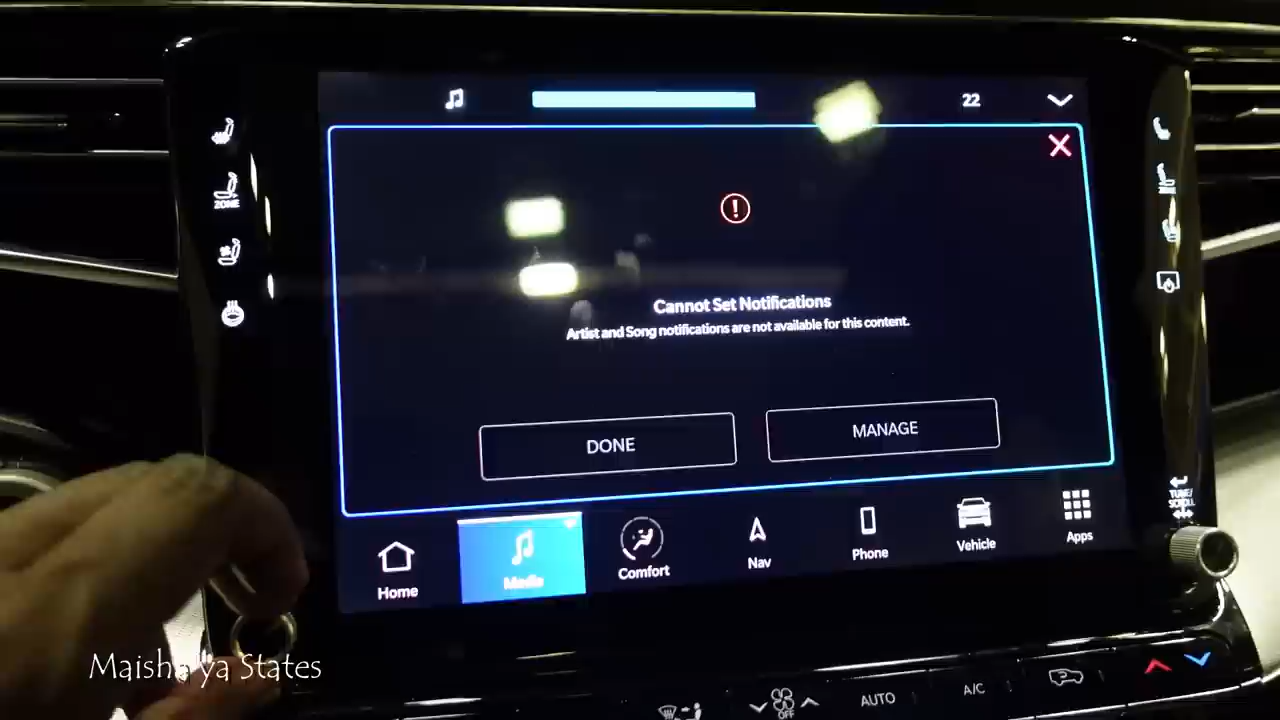 22
ZONE
Cannot Set Notifications
Artist and Song notifications are not available for this content.
DONE
MANAGE
Home
Media
Comfort
Nav
Phone
Vehicle
Apps
TUNE/
SCROLL
OFF
AUTO
A/C
Maisha ya States